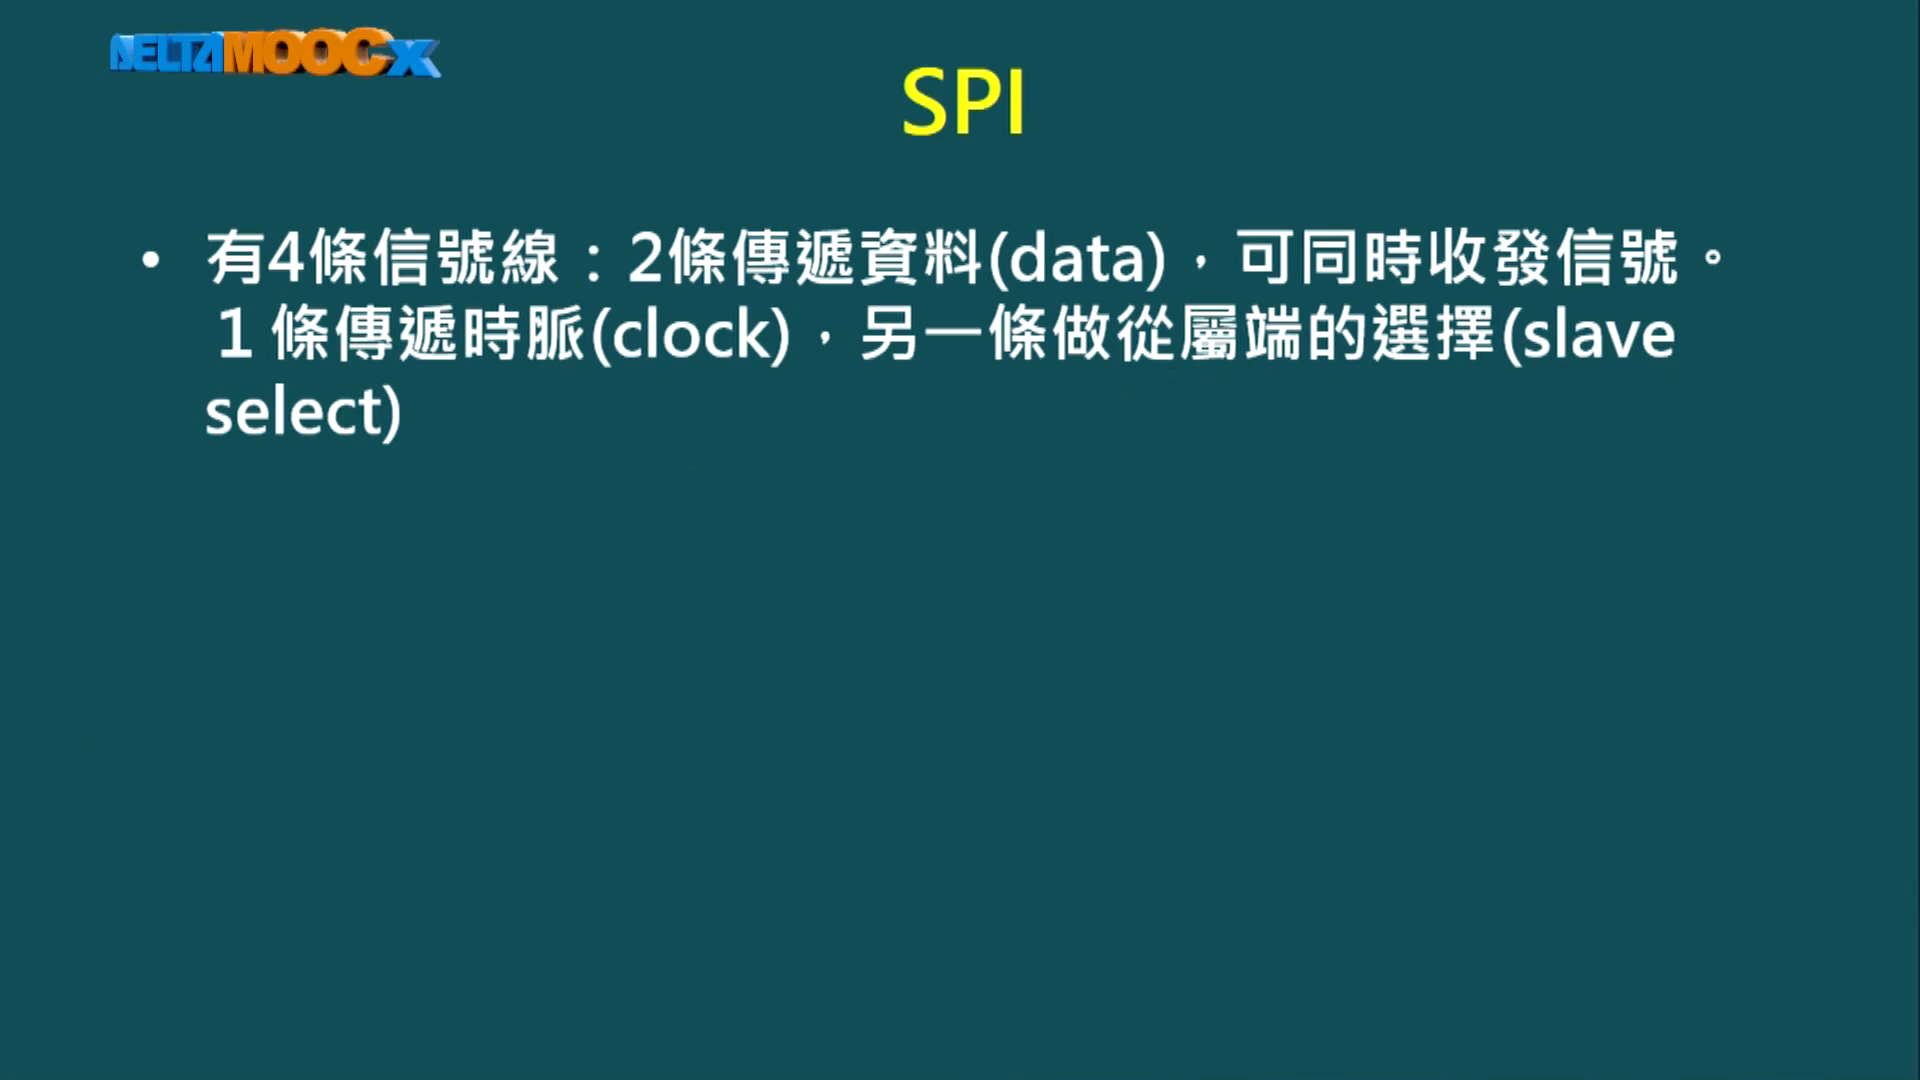 DELTAMOOCx
SPI
• 有4條信號線：2條傳遞資料(data)，可同時收發信號。
1 條傳遞時脈(clock)，另一條做從屬端的選擇(slave
select)